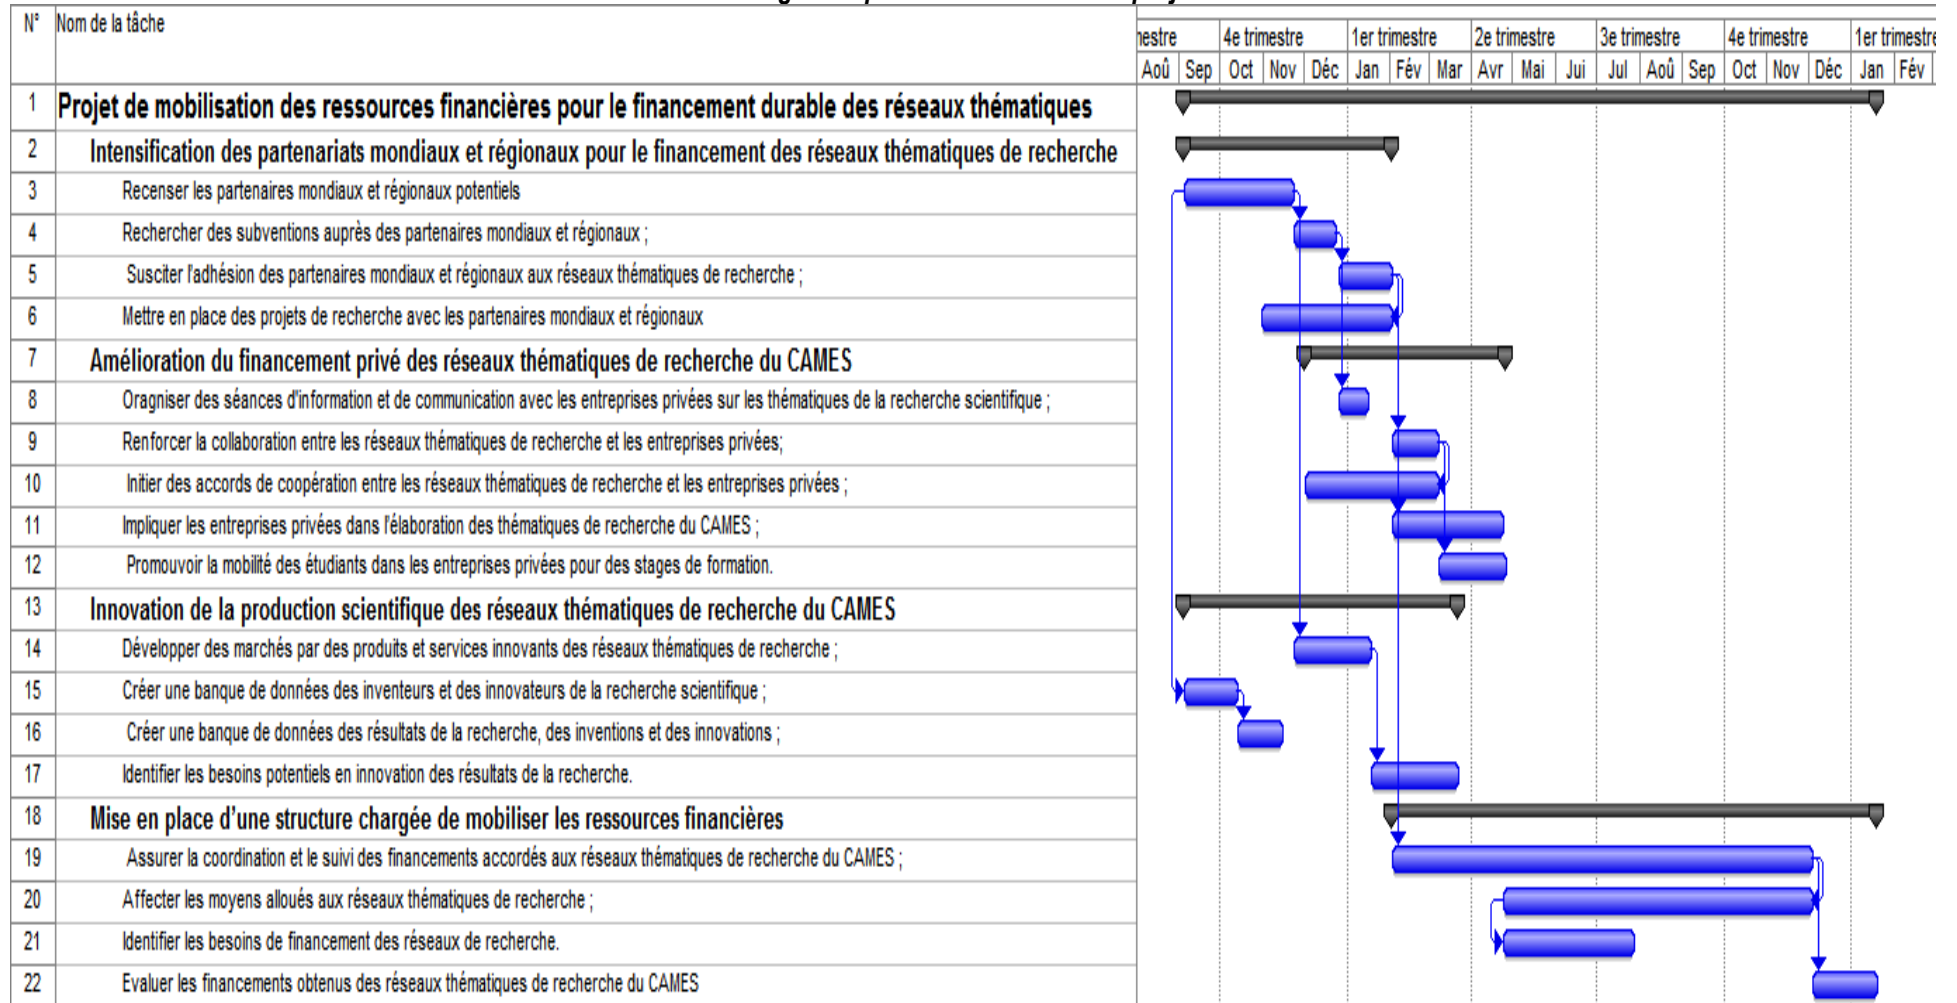 N° Nom de la tâche
4e trimestre 1er trimestre 2e trimestre 3e trimestre 4e trimestre 1er trimestre
Aoû Sep Oct Nov Déc Jan Fév Mar Avr Mai Jui Jul Aoû Sep Oct Nov Déc Jan Fév
1 Projet de mobilisation des ressources financières pour le financement durable des réseaux thématiques
2 Intensification des partenariats mondiaux et régionaux pour le financement des réseaux thématiques de recherche
3 Recenser les partenaires mondiaux et régionaux potentiels
4 Rechercher des subventions auprès des partenaires mondiaux et régionaux ;
5 Susciter l'adhésion des partenaires mondiaux et régionaux aux réseaux thématiques de recherche ;
6 Mettre en place des projets de recherche avec les partenaires mondiaux et régionaux
7 Amélioration du financement privé des réseaux thématiques de recherche du CAMES
8 Oragniser des séances d'information et de communication avec les entreprises privées sur les thématiques de la recherche scientifique ;
9 Renforcer la collaboration entre les réseaux thématiques de recherche et les entreprises privées;
10 Initier des accords de coopération entre les réseaux thématiques de recherche et les entreprises privées ;
11 Impliquer les entreprises privées dans l'élaboration des thématiques de recherche du CAMES ;
12 Promouvoir la mobilité des étudiants dans les entreprises privées pour des stages de formation.
13 Innovation de la production scientifique des réseaux thématiques de recherche du CAMES
14 Développer des marchés par des produits et services innovants des réseaux thématiques de recherche ;
15 Créer une banque de données des inventeurs et des innovateurs de la recherche scientifique ;
16 Créer une banque de données des résultats de la recherche, des inventions et des innovations ;
17 Identifier les besoins potentiels en innovation des résultats de la recherche.
18 Mise en place d’une structure chargée de mobiliser les ressources financières
19 Assurer la coordination et le suivi des financements accordés aux réseaux thématiques de recherche du CAMES ;
20 Affecter les moyens alloués aux réseaux thématiques de recherche ;
21 Identifier les besoins de financement des réseaux de recherche.
22 Evaluer les financements obtenus des réseaux thématiques de recherche du CAMES